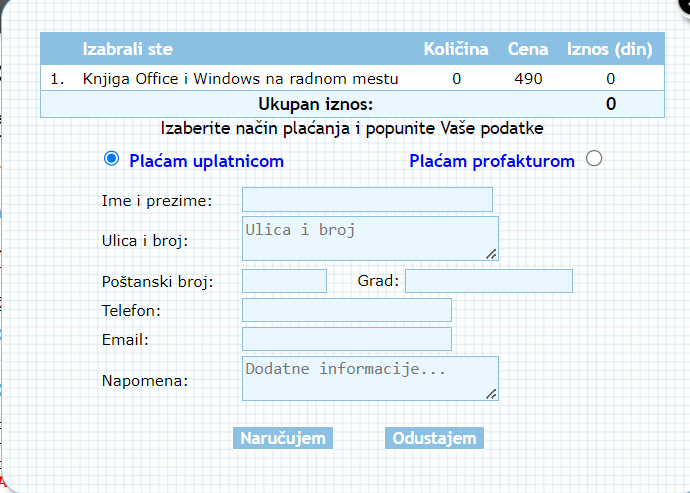 Izabrali ste Količina Cena Iznos (din)
1. Knjiga Office i Windows na radnom mestu 0 490 0
Ukupan iznos: 0
Izaberite način plaćanja i popunite Vaše podatke
Plaćam uplatnicom Plaćam profakturom
Ime i prezime:
Ulica i broj: Ulica i broj
Poštanski broj: Grad:
Telefon:
Email:
Napomena: Dodatne informacije...
Naručujem Odustajem